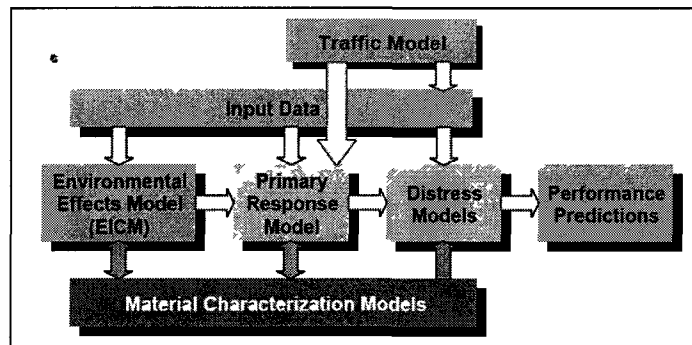 Traffic Model
Input Data
Environmental
Effects Model
(EICM)
Primary
Response
Model
Distress
Models
Performance
Predictions
Material Characterization Models